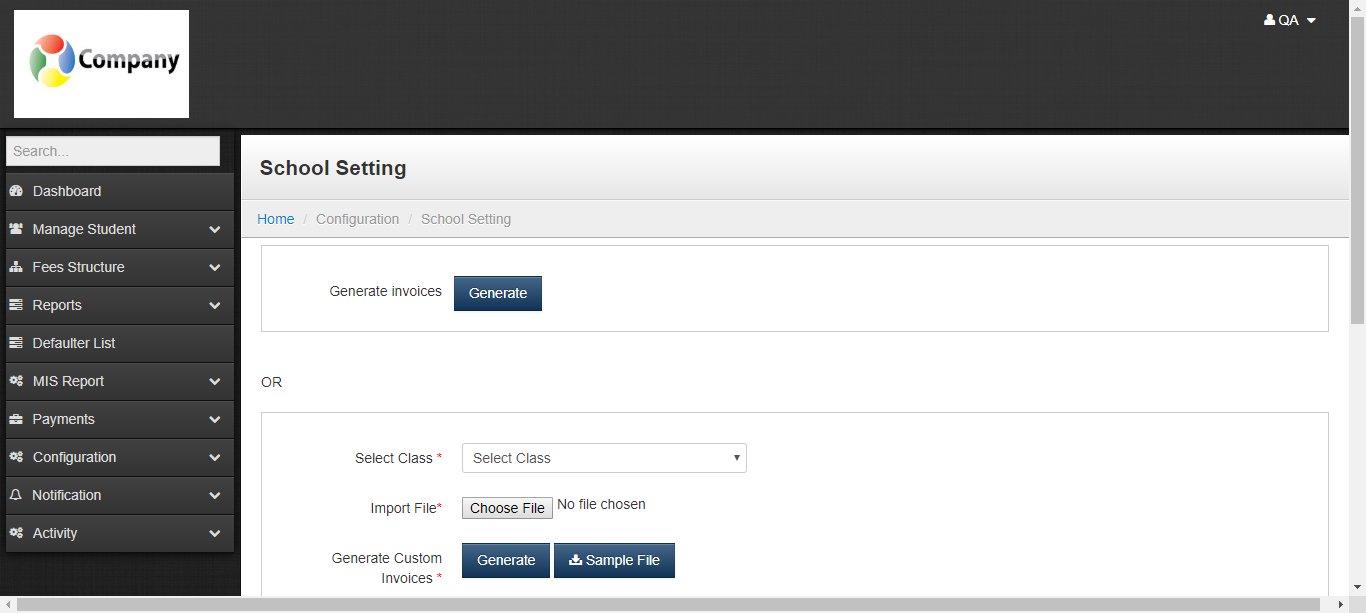 Company
QA
Search...
Dashboard
Manage Student
Fees Structure
Reports
Defaulter List
MIS Report
Payments
Configuration
Notification
Activity
School Setting
Home / Configuration / School Setting
Generate invoices Generate
OR
Select Class * Select Class
Import File* Choose File No file chosen
Generate Custom
Invoices * Generate Sample File